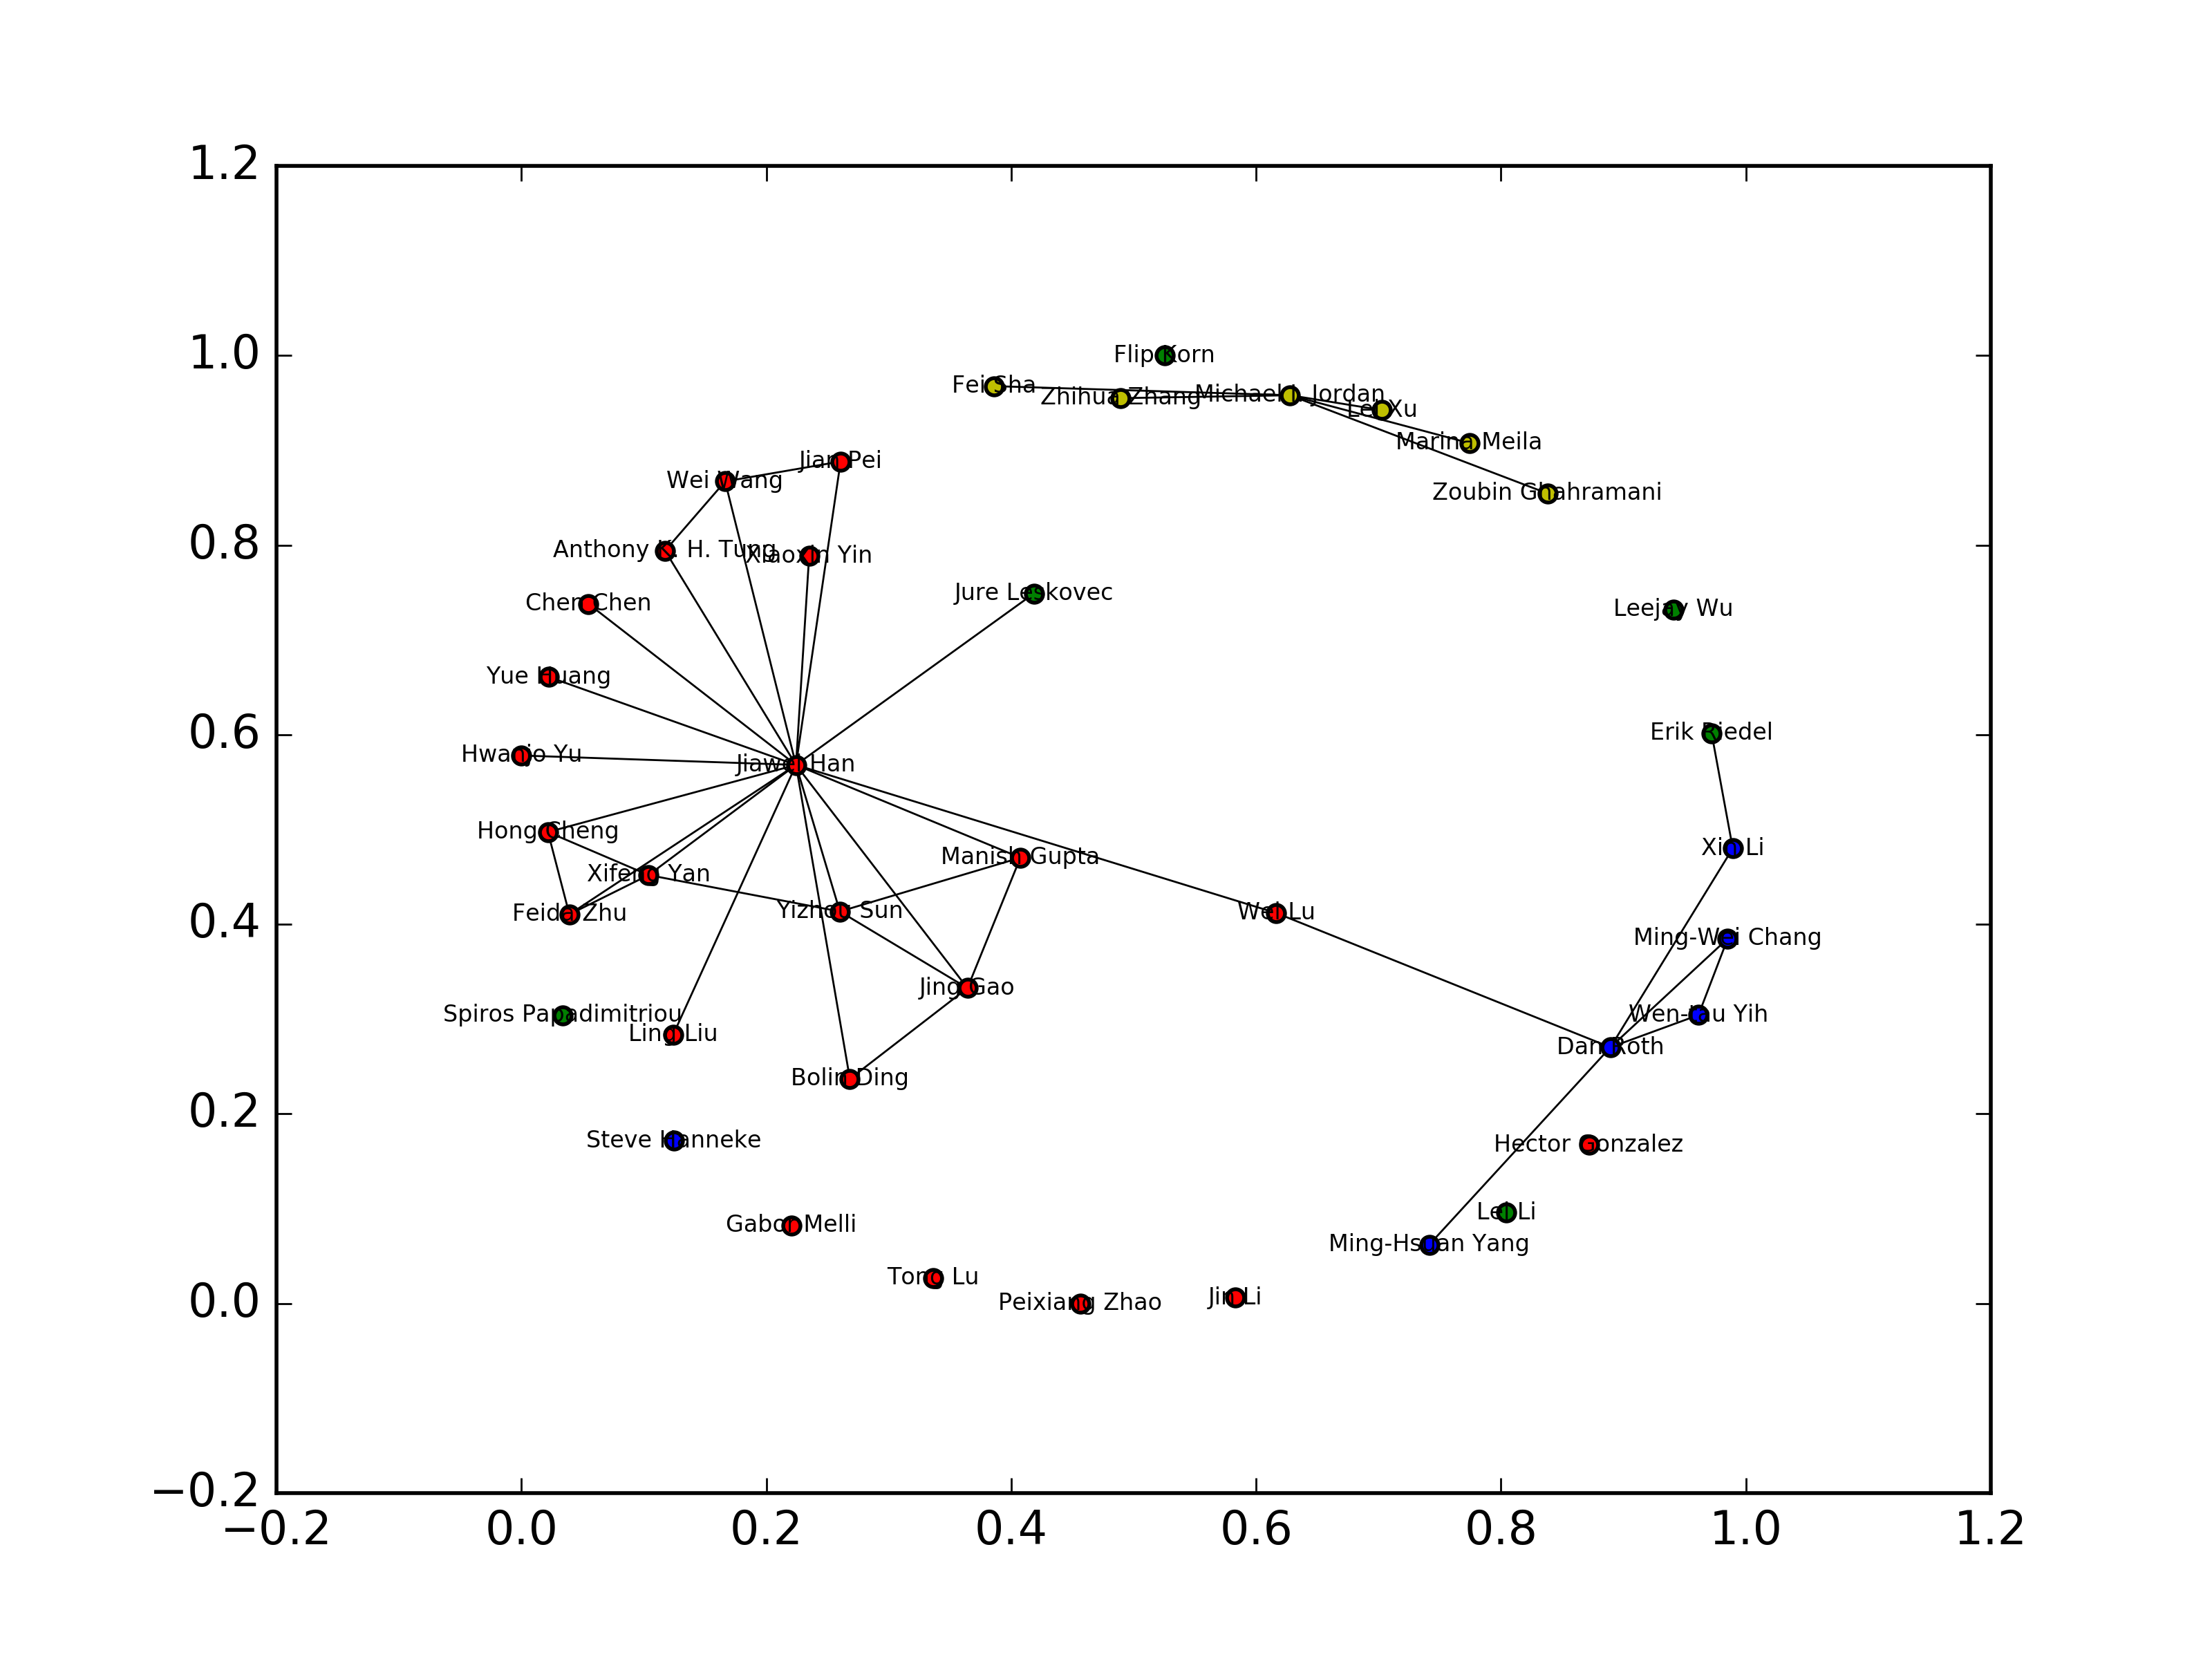 1.2
1.0
0.8
0.6
0.4
0.2
0.0
−0.2
−0.2
0.0
0.2
0.4
0.6
0.8
1.0
1.2
Flip Korn
Fei Sha
Zhihua Zhang
Michael I. Jordan
Lei Xu
Marina Meila
Jian Pei
Wei Wang
Zoubin Ghahramani
Anthony K. H. Tung
Xiaoxin Yin
Jure Leskovec
Chen Chen
Leejay Wu
Yue Huang
Erik Riedel
Hwanjo Yu
Jiawei Han
Hong Cheng
Xin Li
Manish Gupta
Xifeng Yan
Feida Zhu
Yizhou Sun
Wei Lu
Ming-Wei Chang
Jing Gao
Spiros Papadimitriou
Wen-tau Yih
Ling Liu
Dan Roth
Bolin Ding
Steve Hanneke
Hector Gonzalez
Lei Li
Gabor Melli
Ming-Hsuan Yang
Tong Lu
Peixiang Zhao
Jin Li